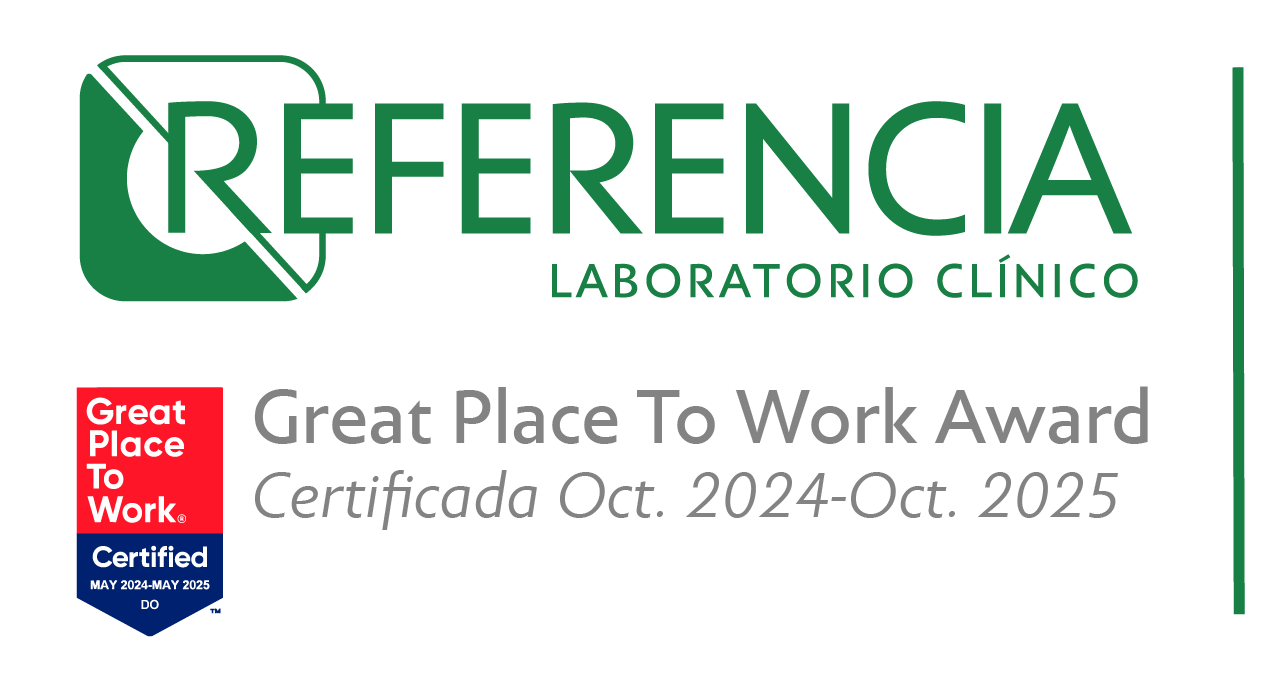 REFERENCIA
LABORATORIO CLÍNICO
Great
Place
To
Work®
Certified
MAY 2024-MAY 2025
DO
™
Great Place To Work Award
Certificada Oct. 2024-Oct. 2025